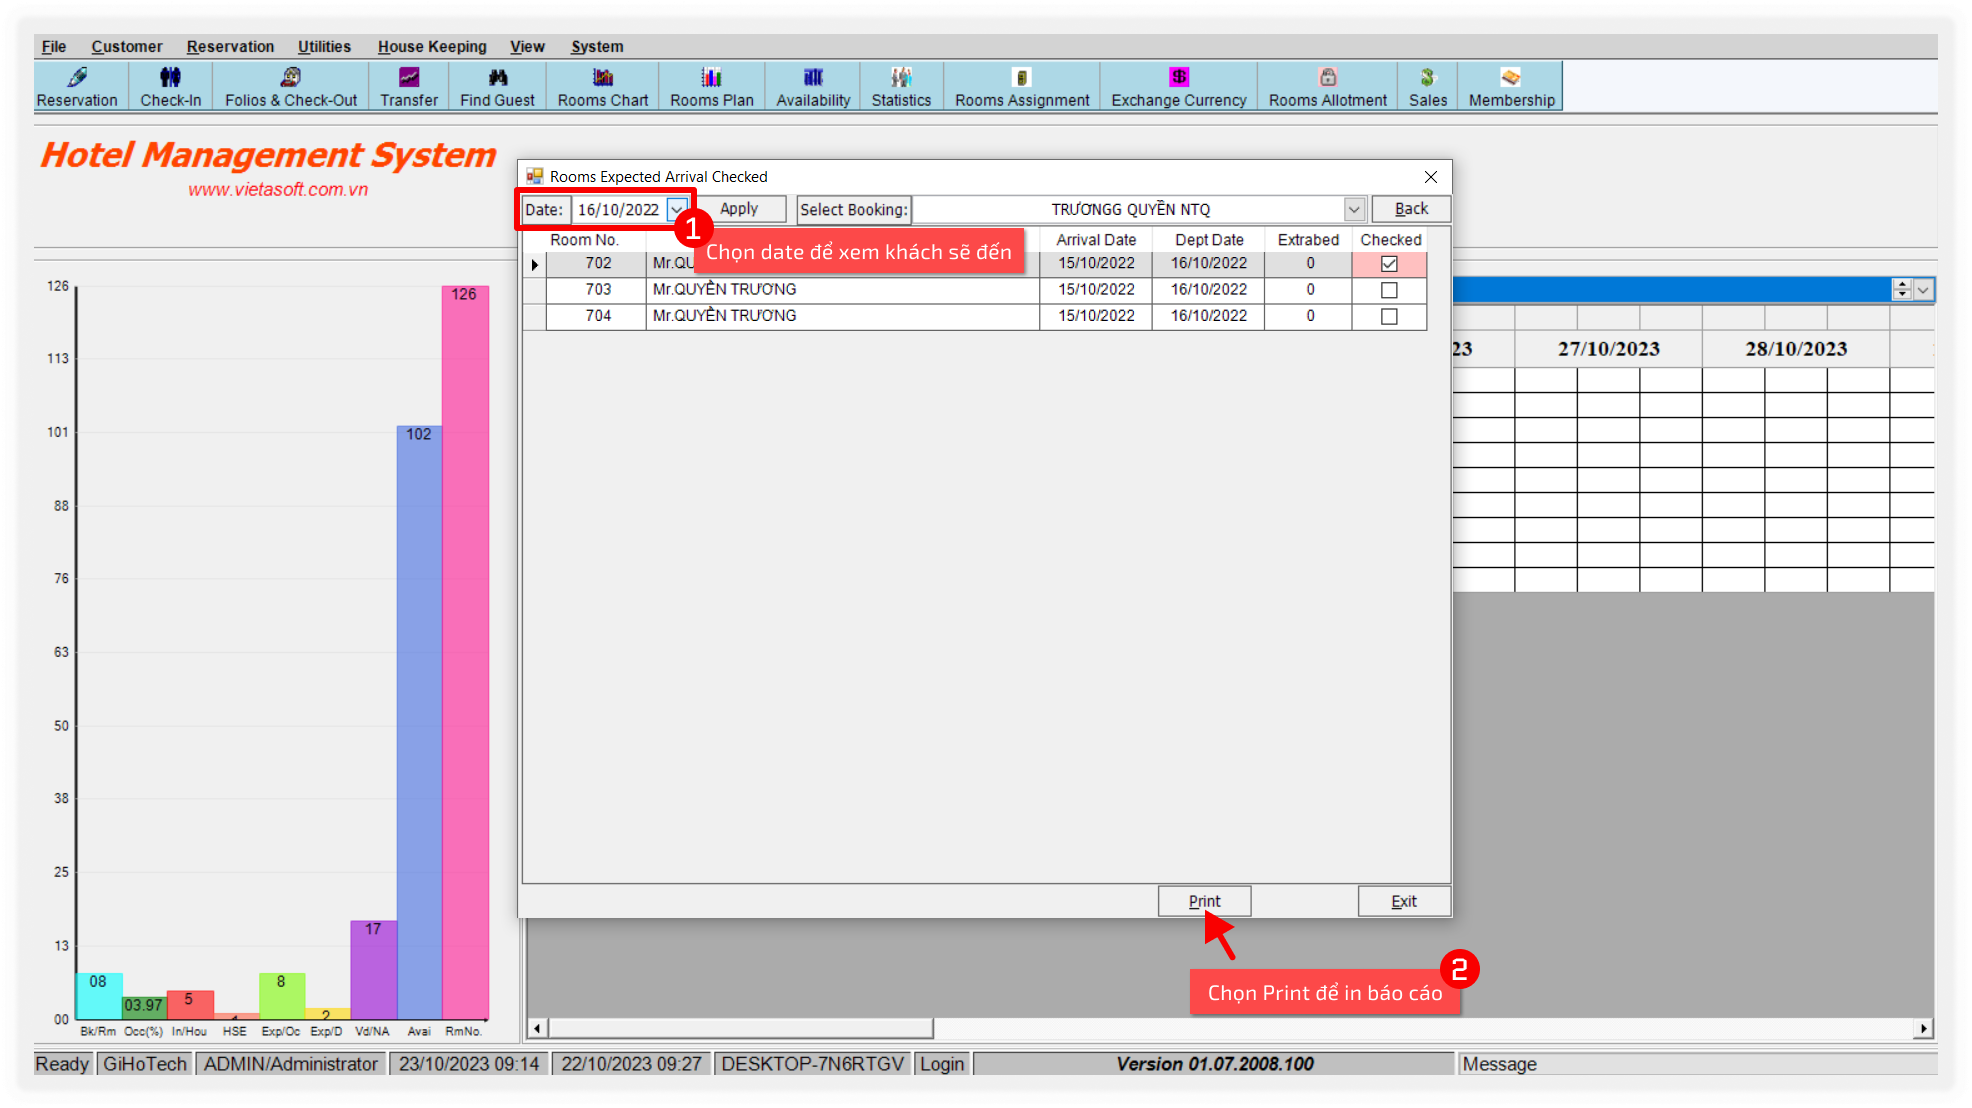 File Customer Reservation Utilities House Keeping View System
Reservation Check-In Folios & Check-Out Transfer Find Guest Rooms Chart Rooms Plan Availability Statistics Rooms Assignment Exchange Currency Rooms Allotment Sales Membership
Hotel Management System
www.vietasoft.com.vn
Rooms Expected Arrival Checked
Date: 16/10/2022 Apply Select Booking: TRƯƠNGG QUYỀN NTQ Back
1
Chọn date để xem khách sẽ đến
Room No. Arrival Date Dept Date Extrabed Checked
702 Mr.QU 15/10/2022 16/10/2022 0
703 Mr.QUYỀN TRƯƠNG 15/10/2022 16/10/2022 0
704 Mr.QUYỀN TRƯƠNG 15/10/2022 16/10/2022 0
Print Exit
2
Chọn Print để in báo cáo
23 27/10/2023 28/10/2023
126
113
101
88
76
63
50
38
25
13
00
08 03.97 5 1 8 2 17 102 126
Bk/Rm Occ(%) In/Hou HSE Exp/Oc Exp/D Vd/NA Avai RmNo.
Ready GiHoTech ADMIN/Administrator 23/10/2023 09:14 22/10/2023 09:27 DESKTOP-7N6RTGV Login Version 01.07.2008.100 Message